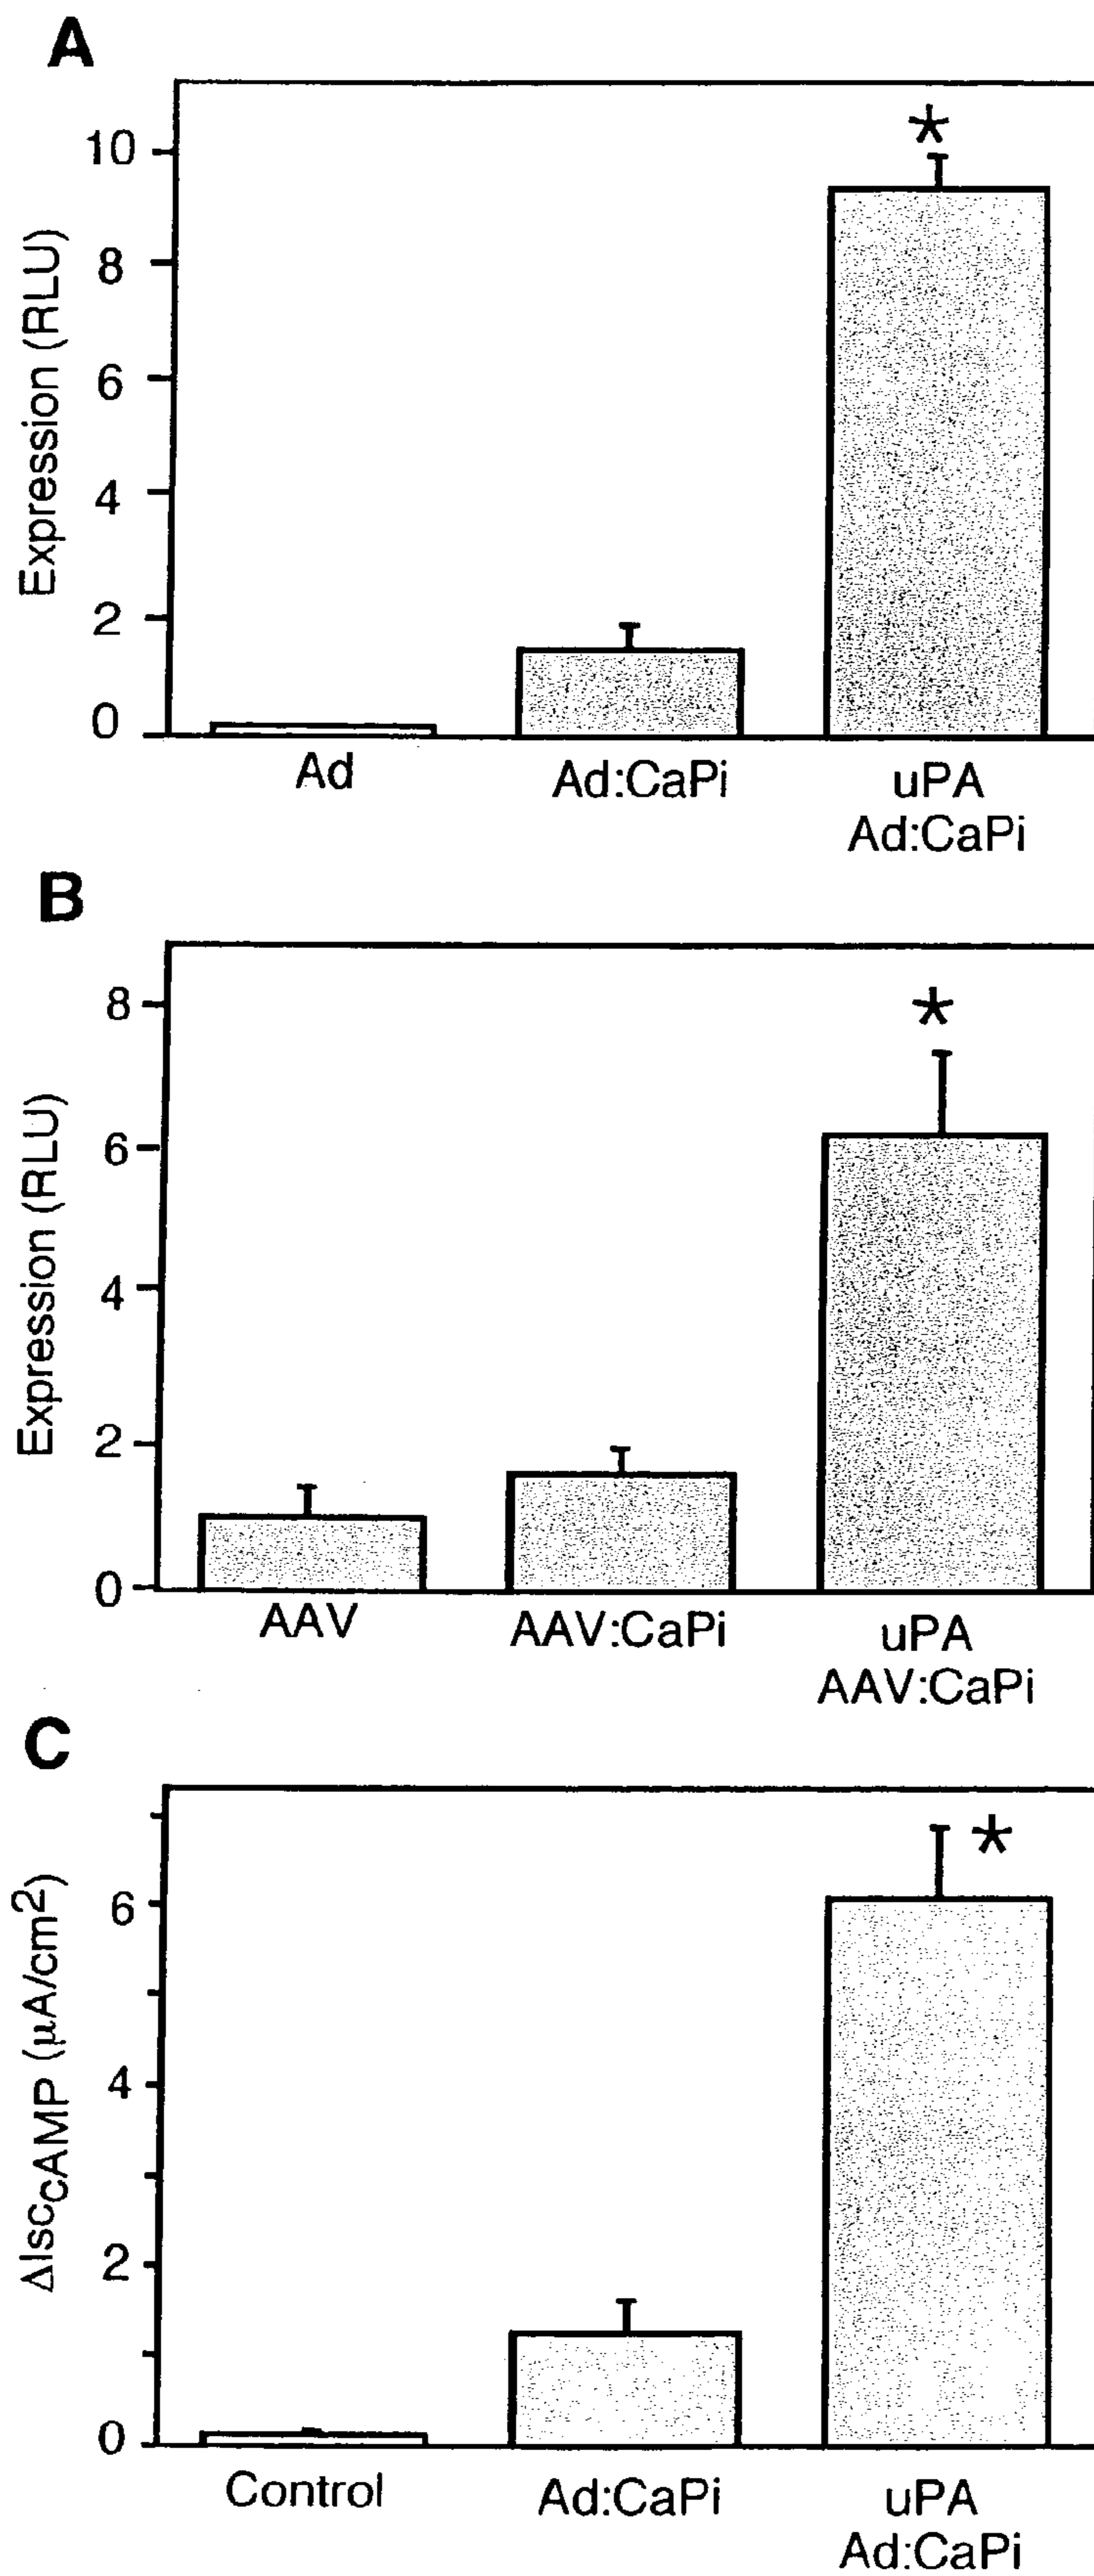 A
10
8
6
4
2
0
Expression (RLU)
*
Ad
Ad:CaPi
uPA
Ad:CaPi
B
8
6
4
2
0
Expression (RLU)
*
AAV
AAV:CaPi
uPA
AAV:CaPi
C
6
4
2
0
ΔIsccAMP (μA/cm²)
*
Control
Ad:CaPi
uPA
Ad:CaPi